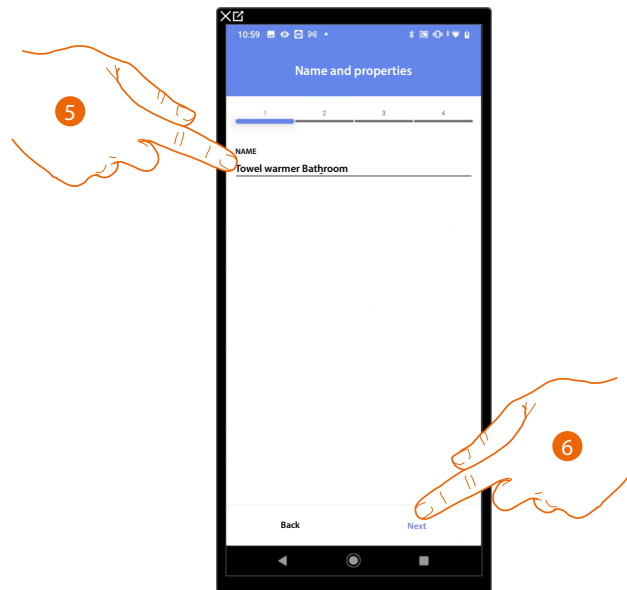 10:59
Name and properties
1 2 3 4
NAME
Towel warmer Bathroom
5
6
Back Next